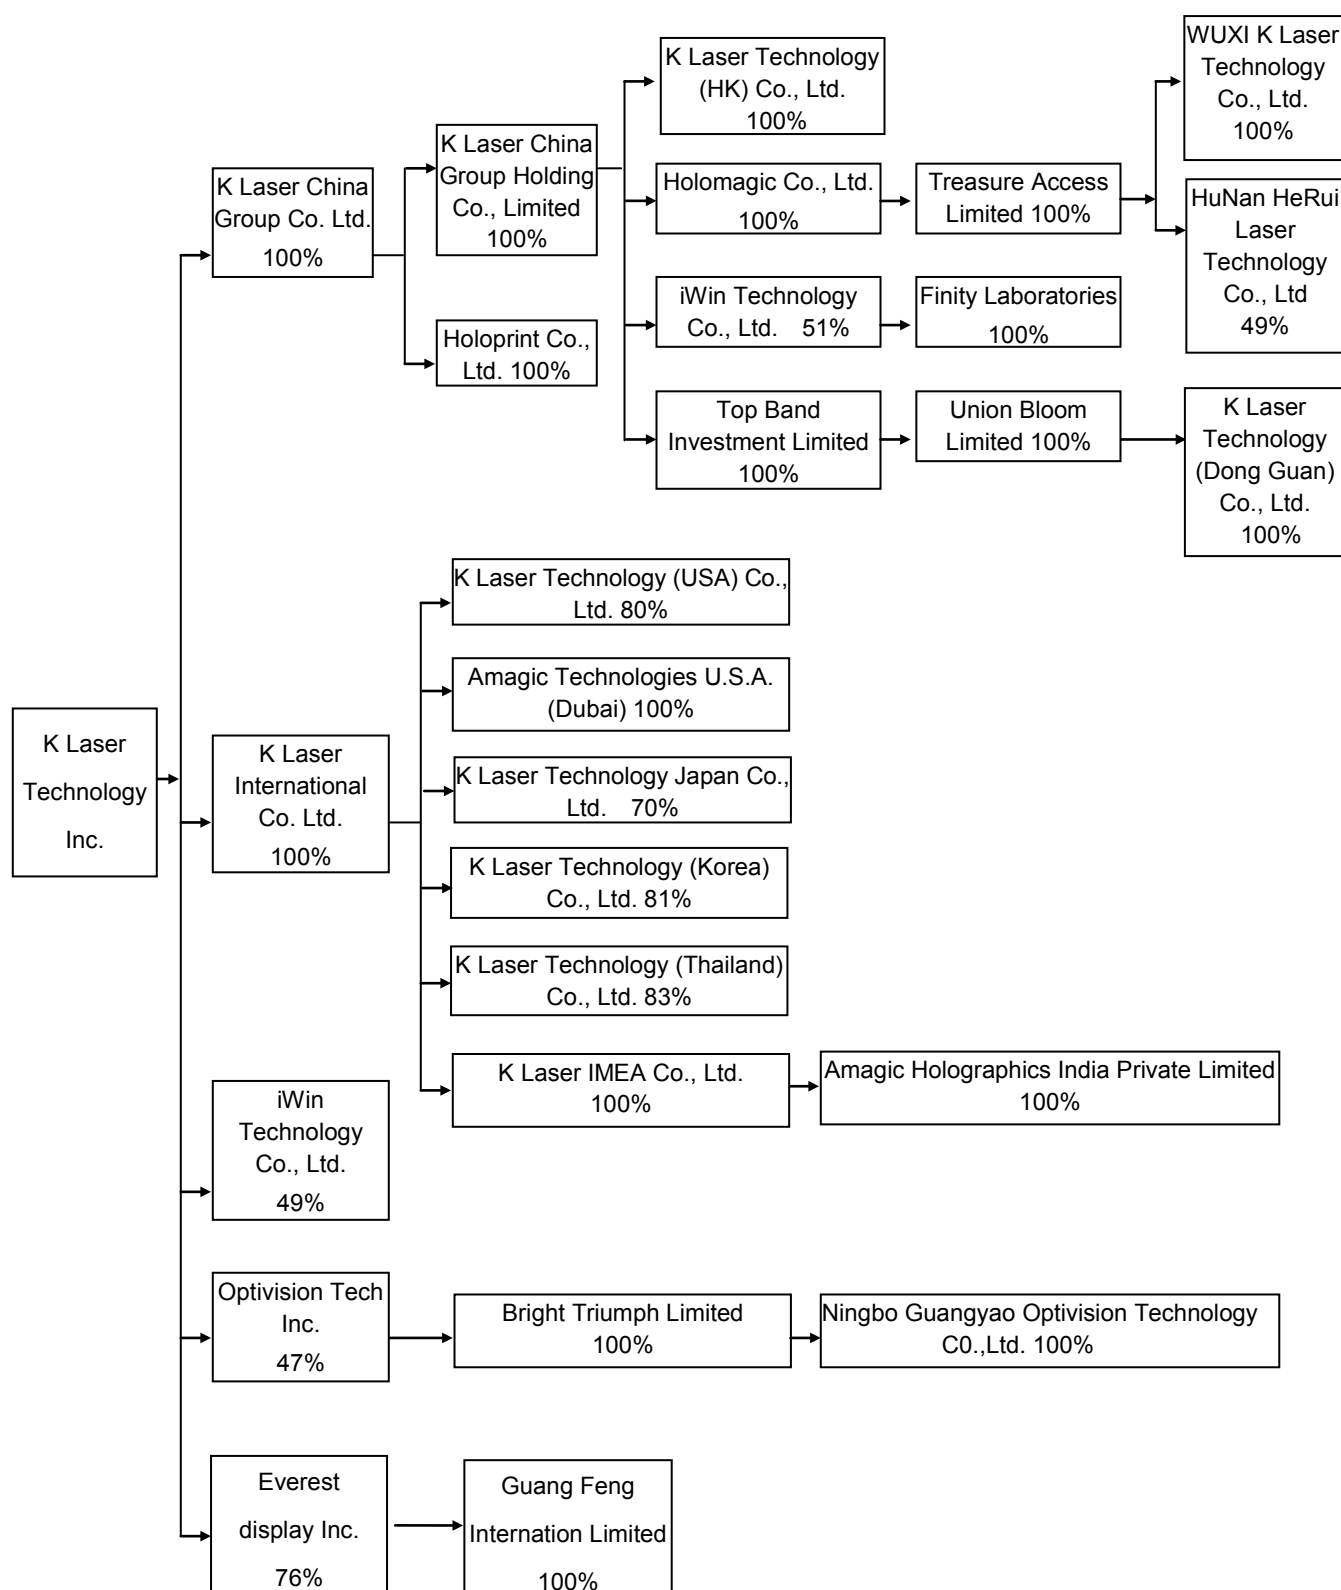 K Laser
Technology
Inc.
K Laser China
Group Co. Ltd.
100%
K Laser China
Group Holding
Co., Limited
100%
Holoprint Co.,
Ltd. 100%
K Laser Technology
(HK) Co., Ltd.
100%
Holomagic Co., Ltd.
100%
iWin Technology
Co., Ltd. 51%
Top Band
Investment Limited
100%
Treasure Access
Limited 100%
Finity Laboratories
100%
Union Bloom
Limited 100%
WUXI K Laser
Technology
Co., Ltd.
100%
HuNan HeRui
Laser
Technology
Co., Ltd
49%
K Laser
Technology
(Dong Guan)
Co., Ltd.
100%
K Laser
International
Co. Ltd.
100%
K Laser Technology (USA) Co.,
Ltd. 80%
Amagic Technologies U.S.A.
(Dubai) 100%
K Laser Technology Japan Co.,
Ltd. 70%
K Laser Technology (Korea)
Co., Ltd. 81%
K Laser Technology (Thailand)
Co., Ltd. 83%
K Laser IMEA Co., Ltd.
100%
Amagic Holographics India Private Limited
100%
iWin
Technology
Co., Ltd.
49%
Optivision Tech
Inc.
47%
Bright Triumph Limited
100%
Ningbo Guangyao Optivision Technology
C0.,Ltd. 100%
Everest
display Inc.
76%
Guang Feng
Internation Limited
100%